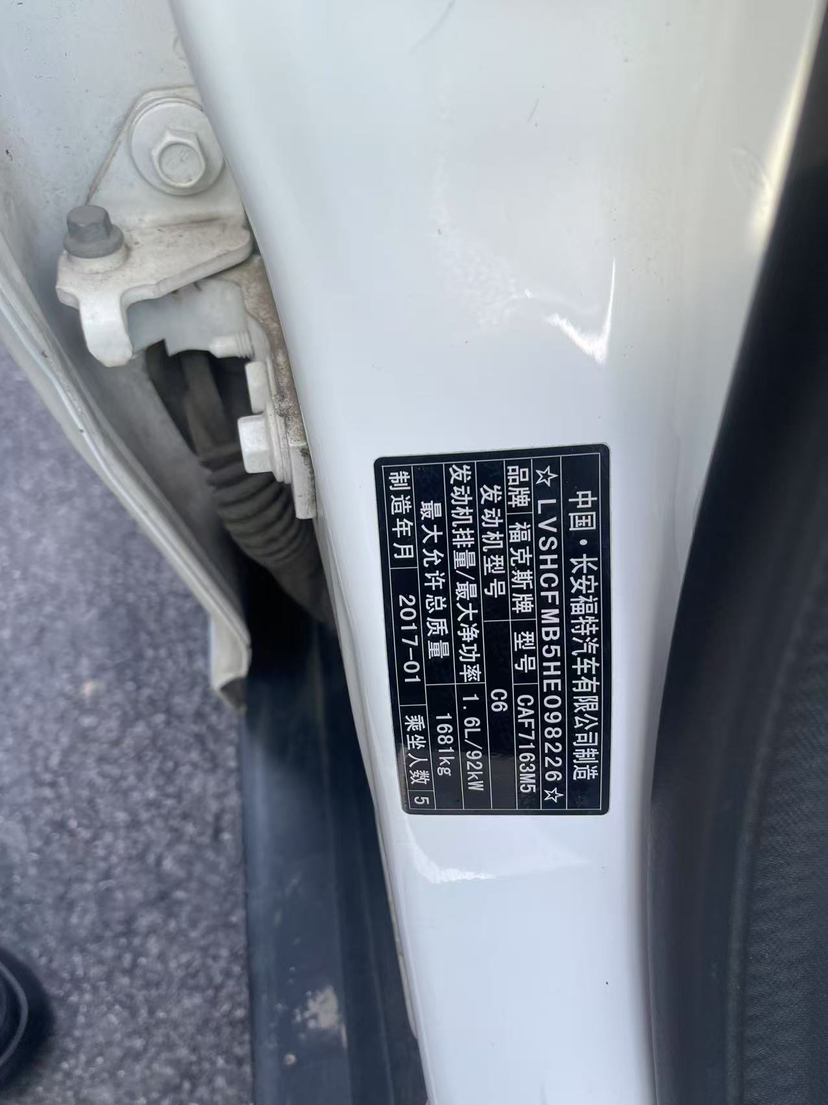 中国·长安福特汽车有限公司制造
☆LVSHCFMB5HE098226☆
品牌 福克斯牌 型号 CAF7163M5
发动机型号 C6
发动机排量/最大净功率 1.6L/92kW
最大允许总质量 1681kg
制造年月 2017-01 乘坐人数 5